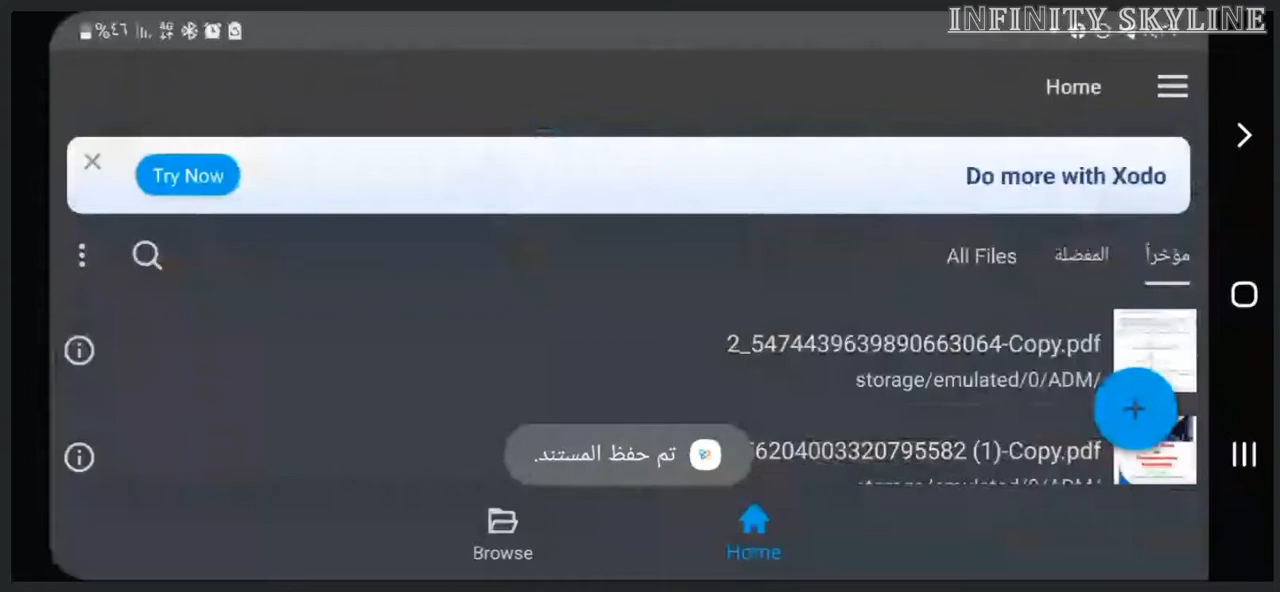 INFINITY SKYLINE
%٤٦ 4G
Home
Do more with Xodo
Try Now
مؤخراً المفضلة All Files
2_5474439639890663064-Copy.pdf
storage/emulated/0/ADM/
6204003320795582 (1)-Copy.pdf
تم حفظ المستند.
Browse
Home